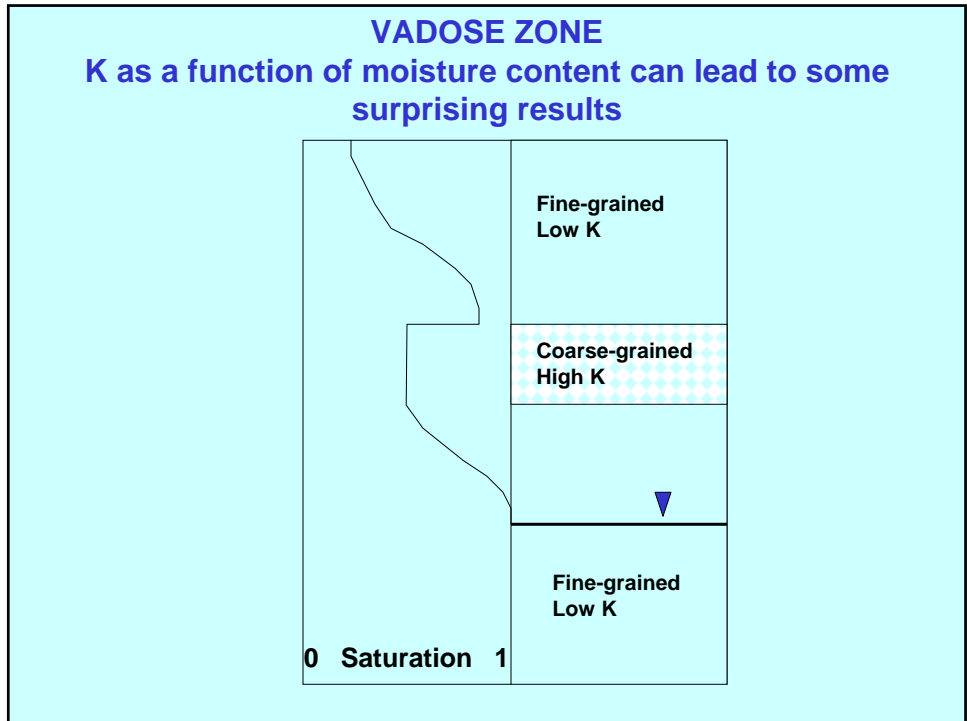 VADOSE ZONE
K as a function of moisture content can lead to some
surprising results
Fine-grained
Low K
Coarse-grained
High K
Fine-grained
Low K
0 Saturation 1